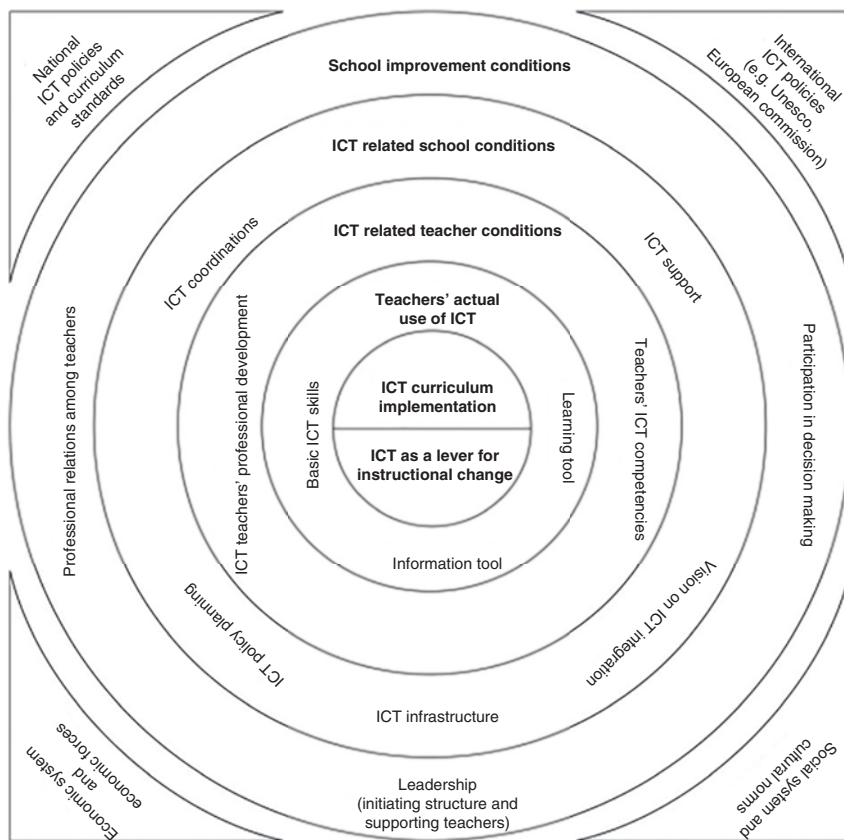 National
ICT policies
and curriculum
standards
International
ICT policies
(e.g. Unesco,
European commission)
School improvement conditions
ICT related school conditions
ICT related teacher conditions
ICT coordinations
ICT support
Teachers' actual
use of ICT
ICT curriculum
implementation
ICT as a lever for
instructional change
Professional relations among teachers
ICT teachers' professional development
Basic ICT skills
Learning tool
Teachers' ICT competencies
Participation in decision making
Information tool
ICT policy planning
Vision on ICT integration
ICT infrastructure
Leadership
(initiating structure and
supporting teachers)
Economic system
and
economic forces
Social system and
cultural norms